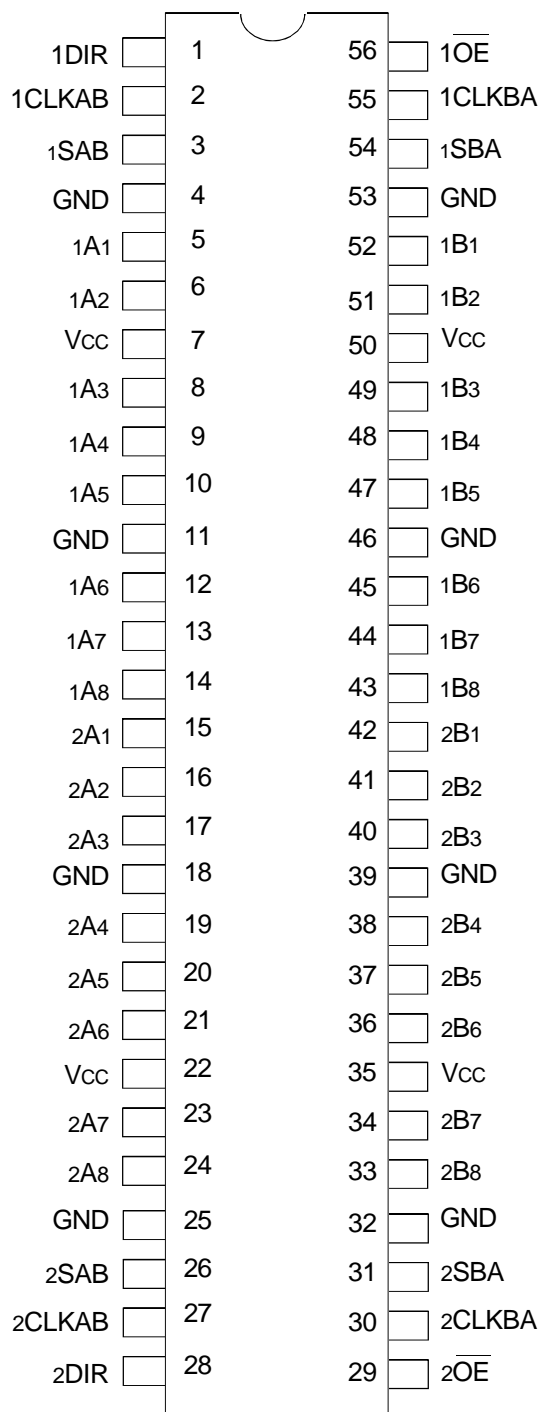 1DIR 1 56 1O̅E̅
1CLKAB 2 55 1CLKBA
1SAB 3 54 1SBA
GND 4 53 GND
1A1 5 52 1B1
1A2 6 51 1B2
VCC 7 50 VCC
1A3 8 49 1B3
1A4 9 48 1B4
1A5 10 47 1B5
GND 11 46 GND
1A6 12 45 1B6
1A7 13 44 1B7
1A8 14 43 1B8
2A1 15 42 2B1
2A2 16 41 2B2
2A3 17 40 2B3
GND 18 39 GND
2A4 19 38 2B4
2A5 20 37 2B5
2A6 21 36 2B6
VCC 22 35 VCC
2A7 23 34 2B7
2A8 24 33 2B8
GND 25 32 GND
2SAB 26 31 2SBA
2CLKAB 27 30 2CLKBA
2DIR 28 29 2O̅E̅